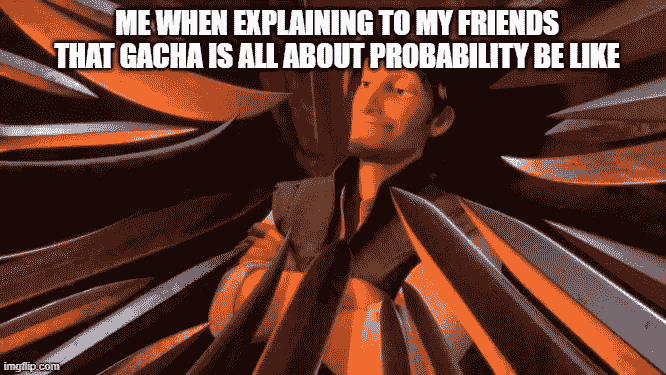 ME WHEN EXPLAINING TO MY FRIENDS
THAT GACHA IS ALL ABOUT PROBABILITY BE LIKE
imgflip.com